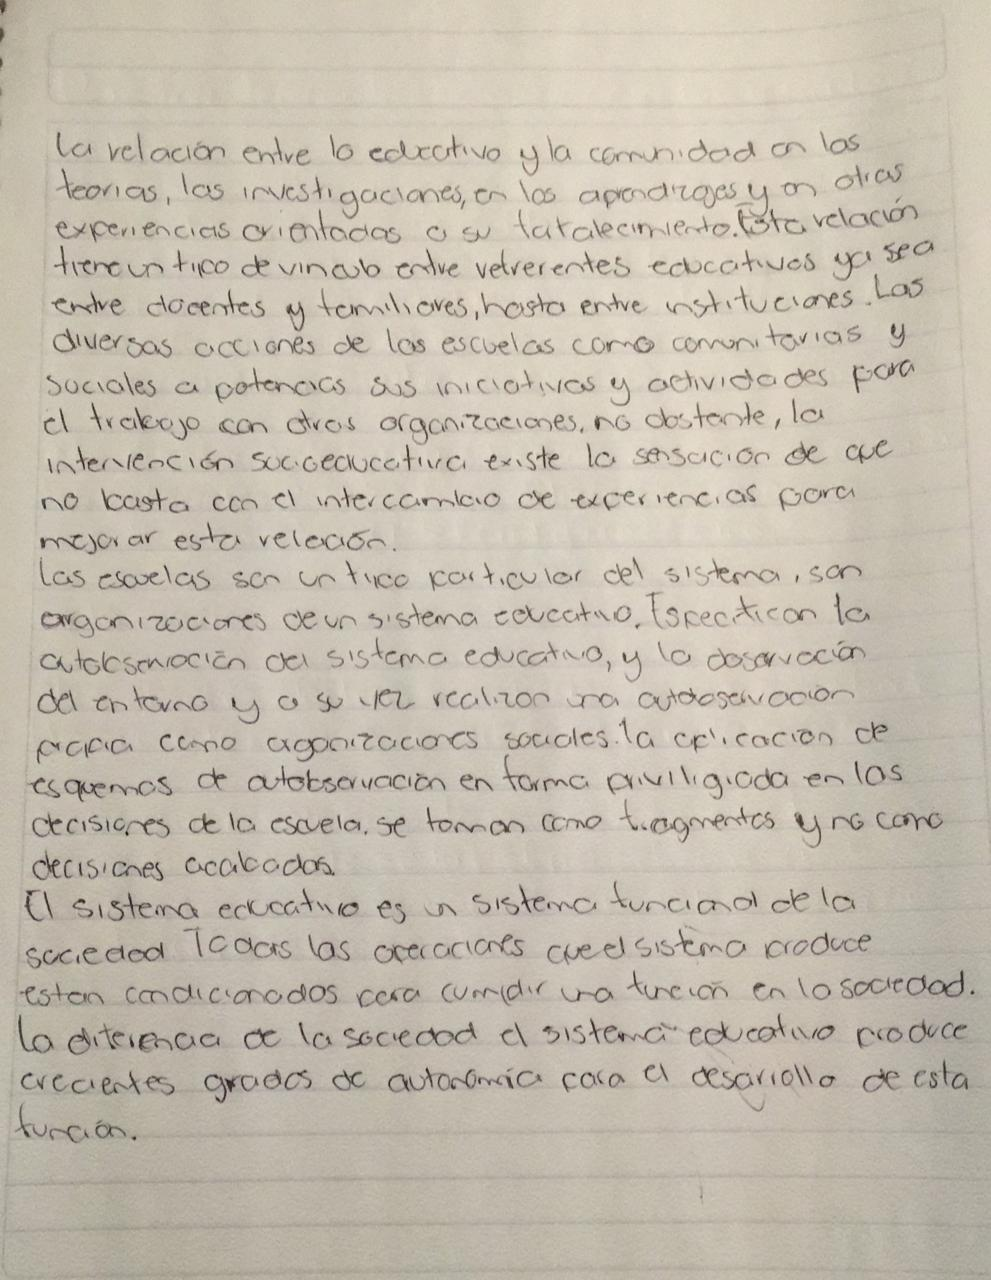 La relación entre lo educativo y la comunidad en las
teorias, las investigaciones, en los aprendizajes y en otras
experiencias orientadas a su fatalecimiento. Esta relación
tiene un tipo de vinculo entre refrerentes educativos ya sea
entre docentes y familiares, hasta entre instituciones. Las
diversas acciones de las escuelas como comunitarias y
sociales a potencias sus iniciativas y actividades para
el trabajo con otras organizaciones, no obstante, la
intervención socioeducativa existe la sensación de que
no basta con el intercambio de experiencias para
mejorar esta relación.
Las escuelas son un tipo particular del sistema, son
organizaciones de un sistema educativo. Especifican la
autobservación del sistema educativo, y la observación
del entorno y a su vez realizan una autobservación
propia como organizaciones sociales. la aplicación de
esquemas de autobservación en forma priviligiada en las
decisiones de la escuela, se toman como fragmentos y no como
decisiones acabadas.
El sistema educativo es un sistema funcional de la
sociedad Todas las operaciones que el sistema produce
estan condicionados para cumplir una función en la sociedad.
La diferencia de la sociedad el sistema educativo produce
crecientes grados de autonomía para el desarrollo de esta
función.